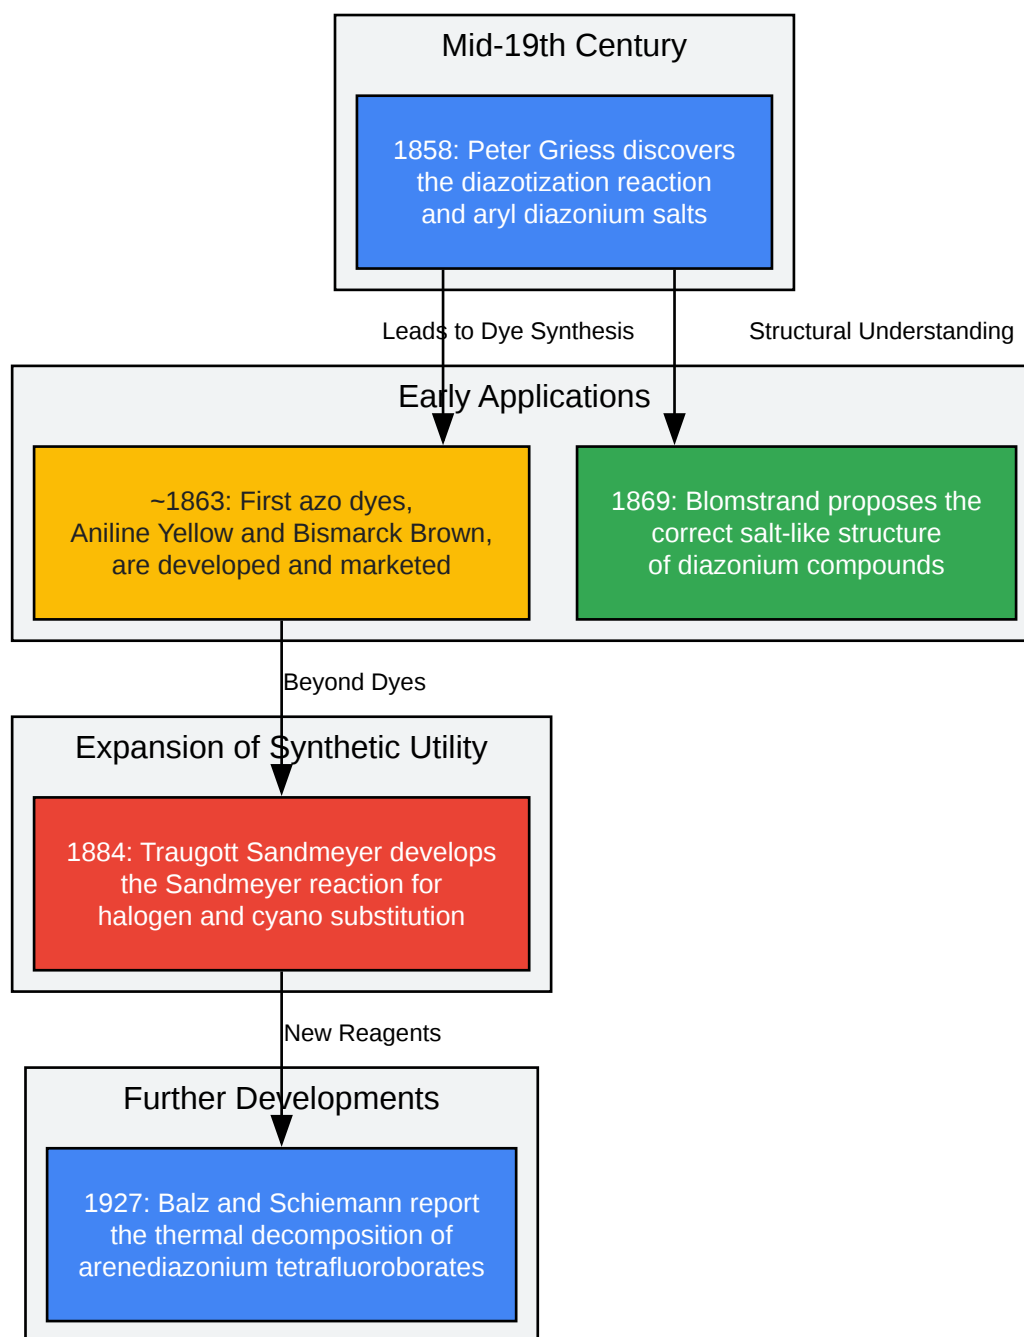 Mid-19th Century
1858: Peter Griess discovers
the diazotization reaction
and aryl diazonium salts
Leads to Dye Synthesis
Structural Understanding
Early Applications
~1863: First azo dyes,
Aniline Yellow and Bismarck Brown,
are developed and marketed
1869: Blomstrand proposes the
correct salt-like structure
of diazonium compounds
Beyond Dyes
Expansion of Synthetic Utility
1884: Traugott Sandmeyer develops
the Sandmeyer reaction for
halogen and cyano substitution
New Reagents
Further Developments
1927: Balz and Schiemann report
the thermal decomposition of
arenediazonium tetrafluoroborates